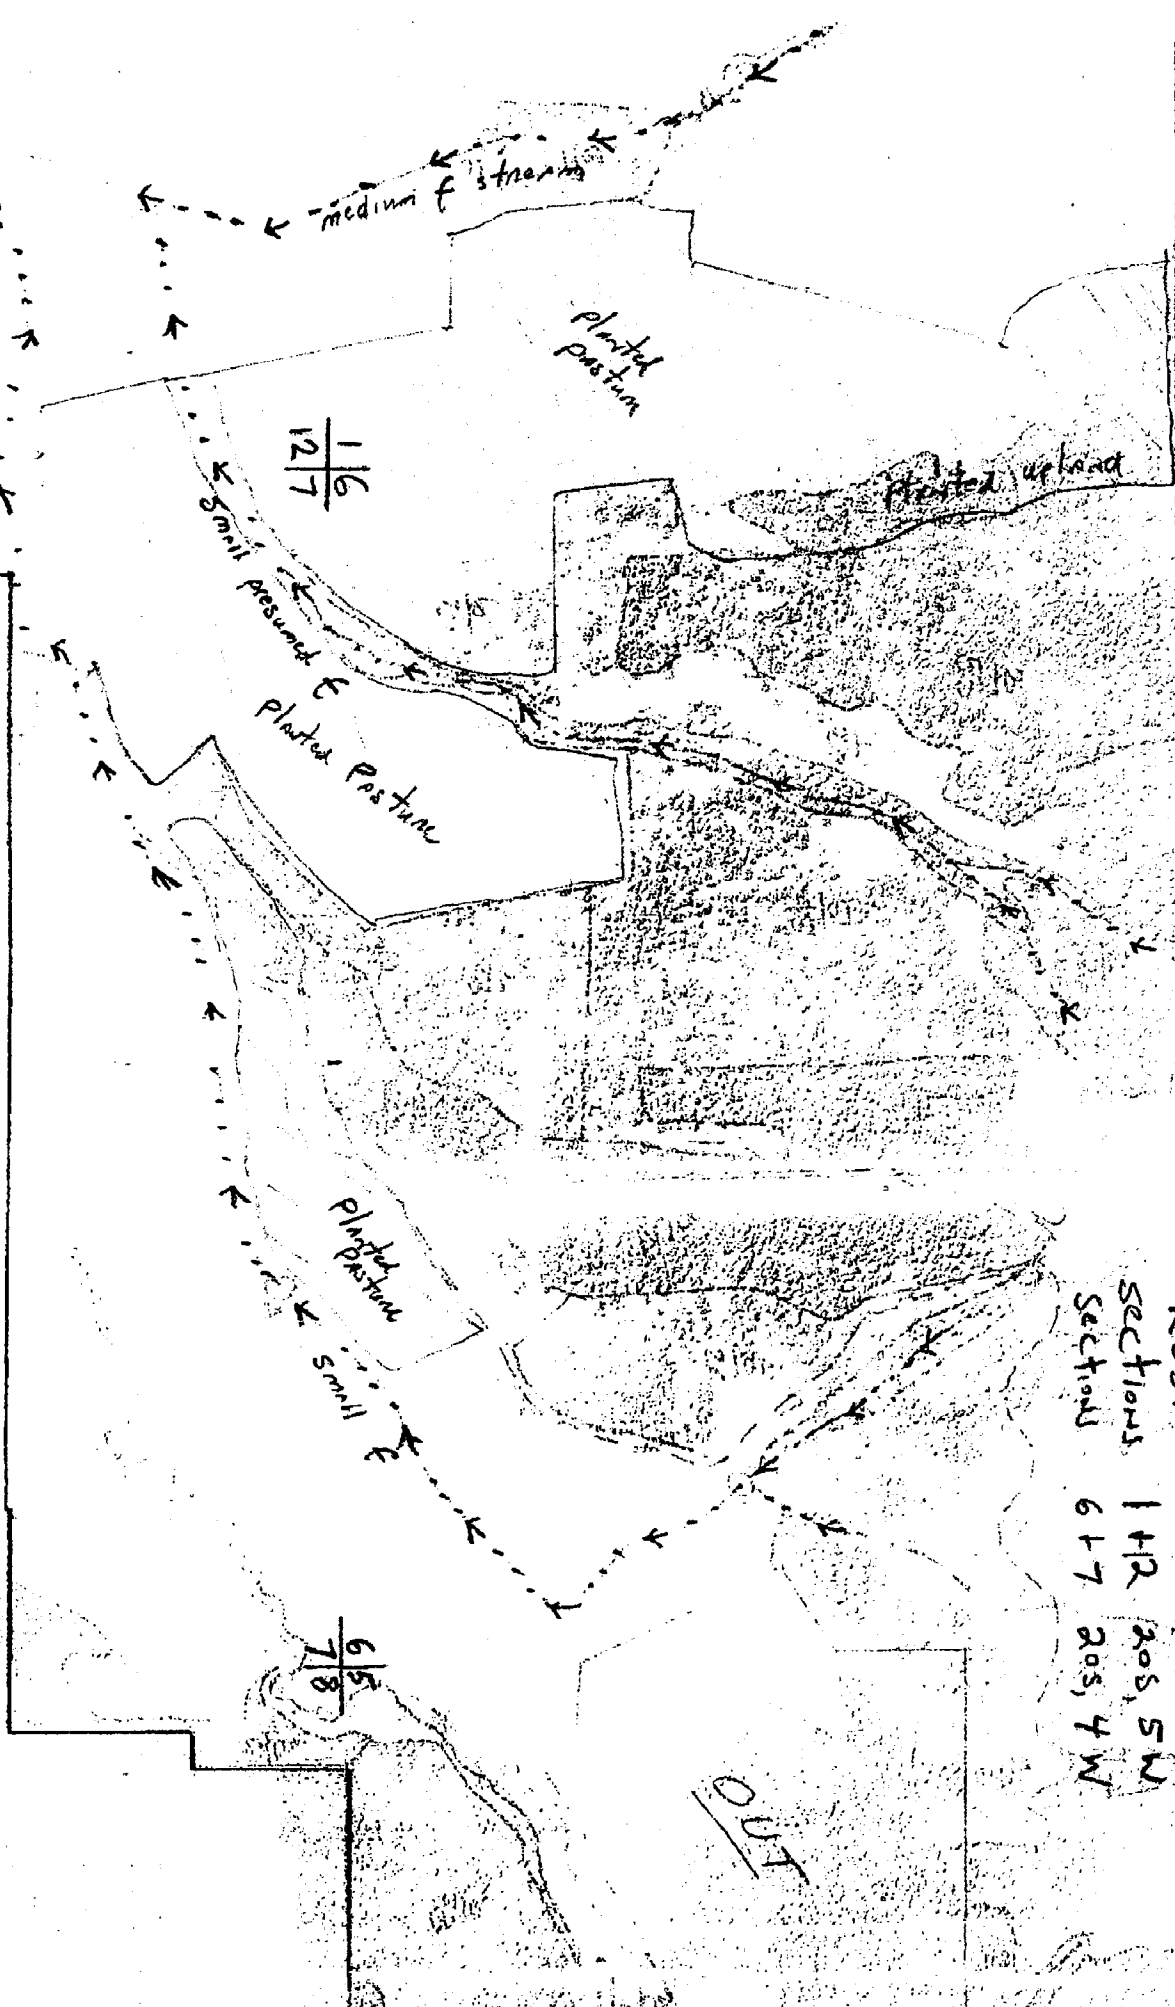 medium f stream
planted
pasture
planted upland
1 6
12 7
small presumed f
planted pasture
planted
pasture
small f
sections 1+12 20S, 5W
sections 6+7 20S, 4W
6 5
7 8
OUT